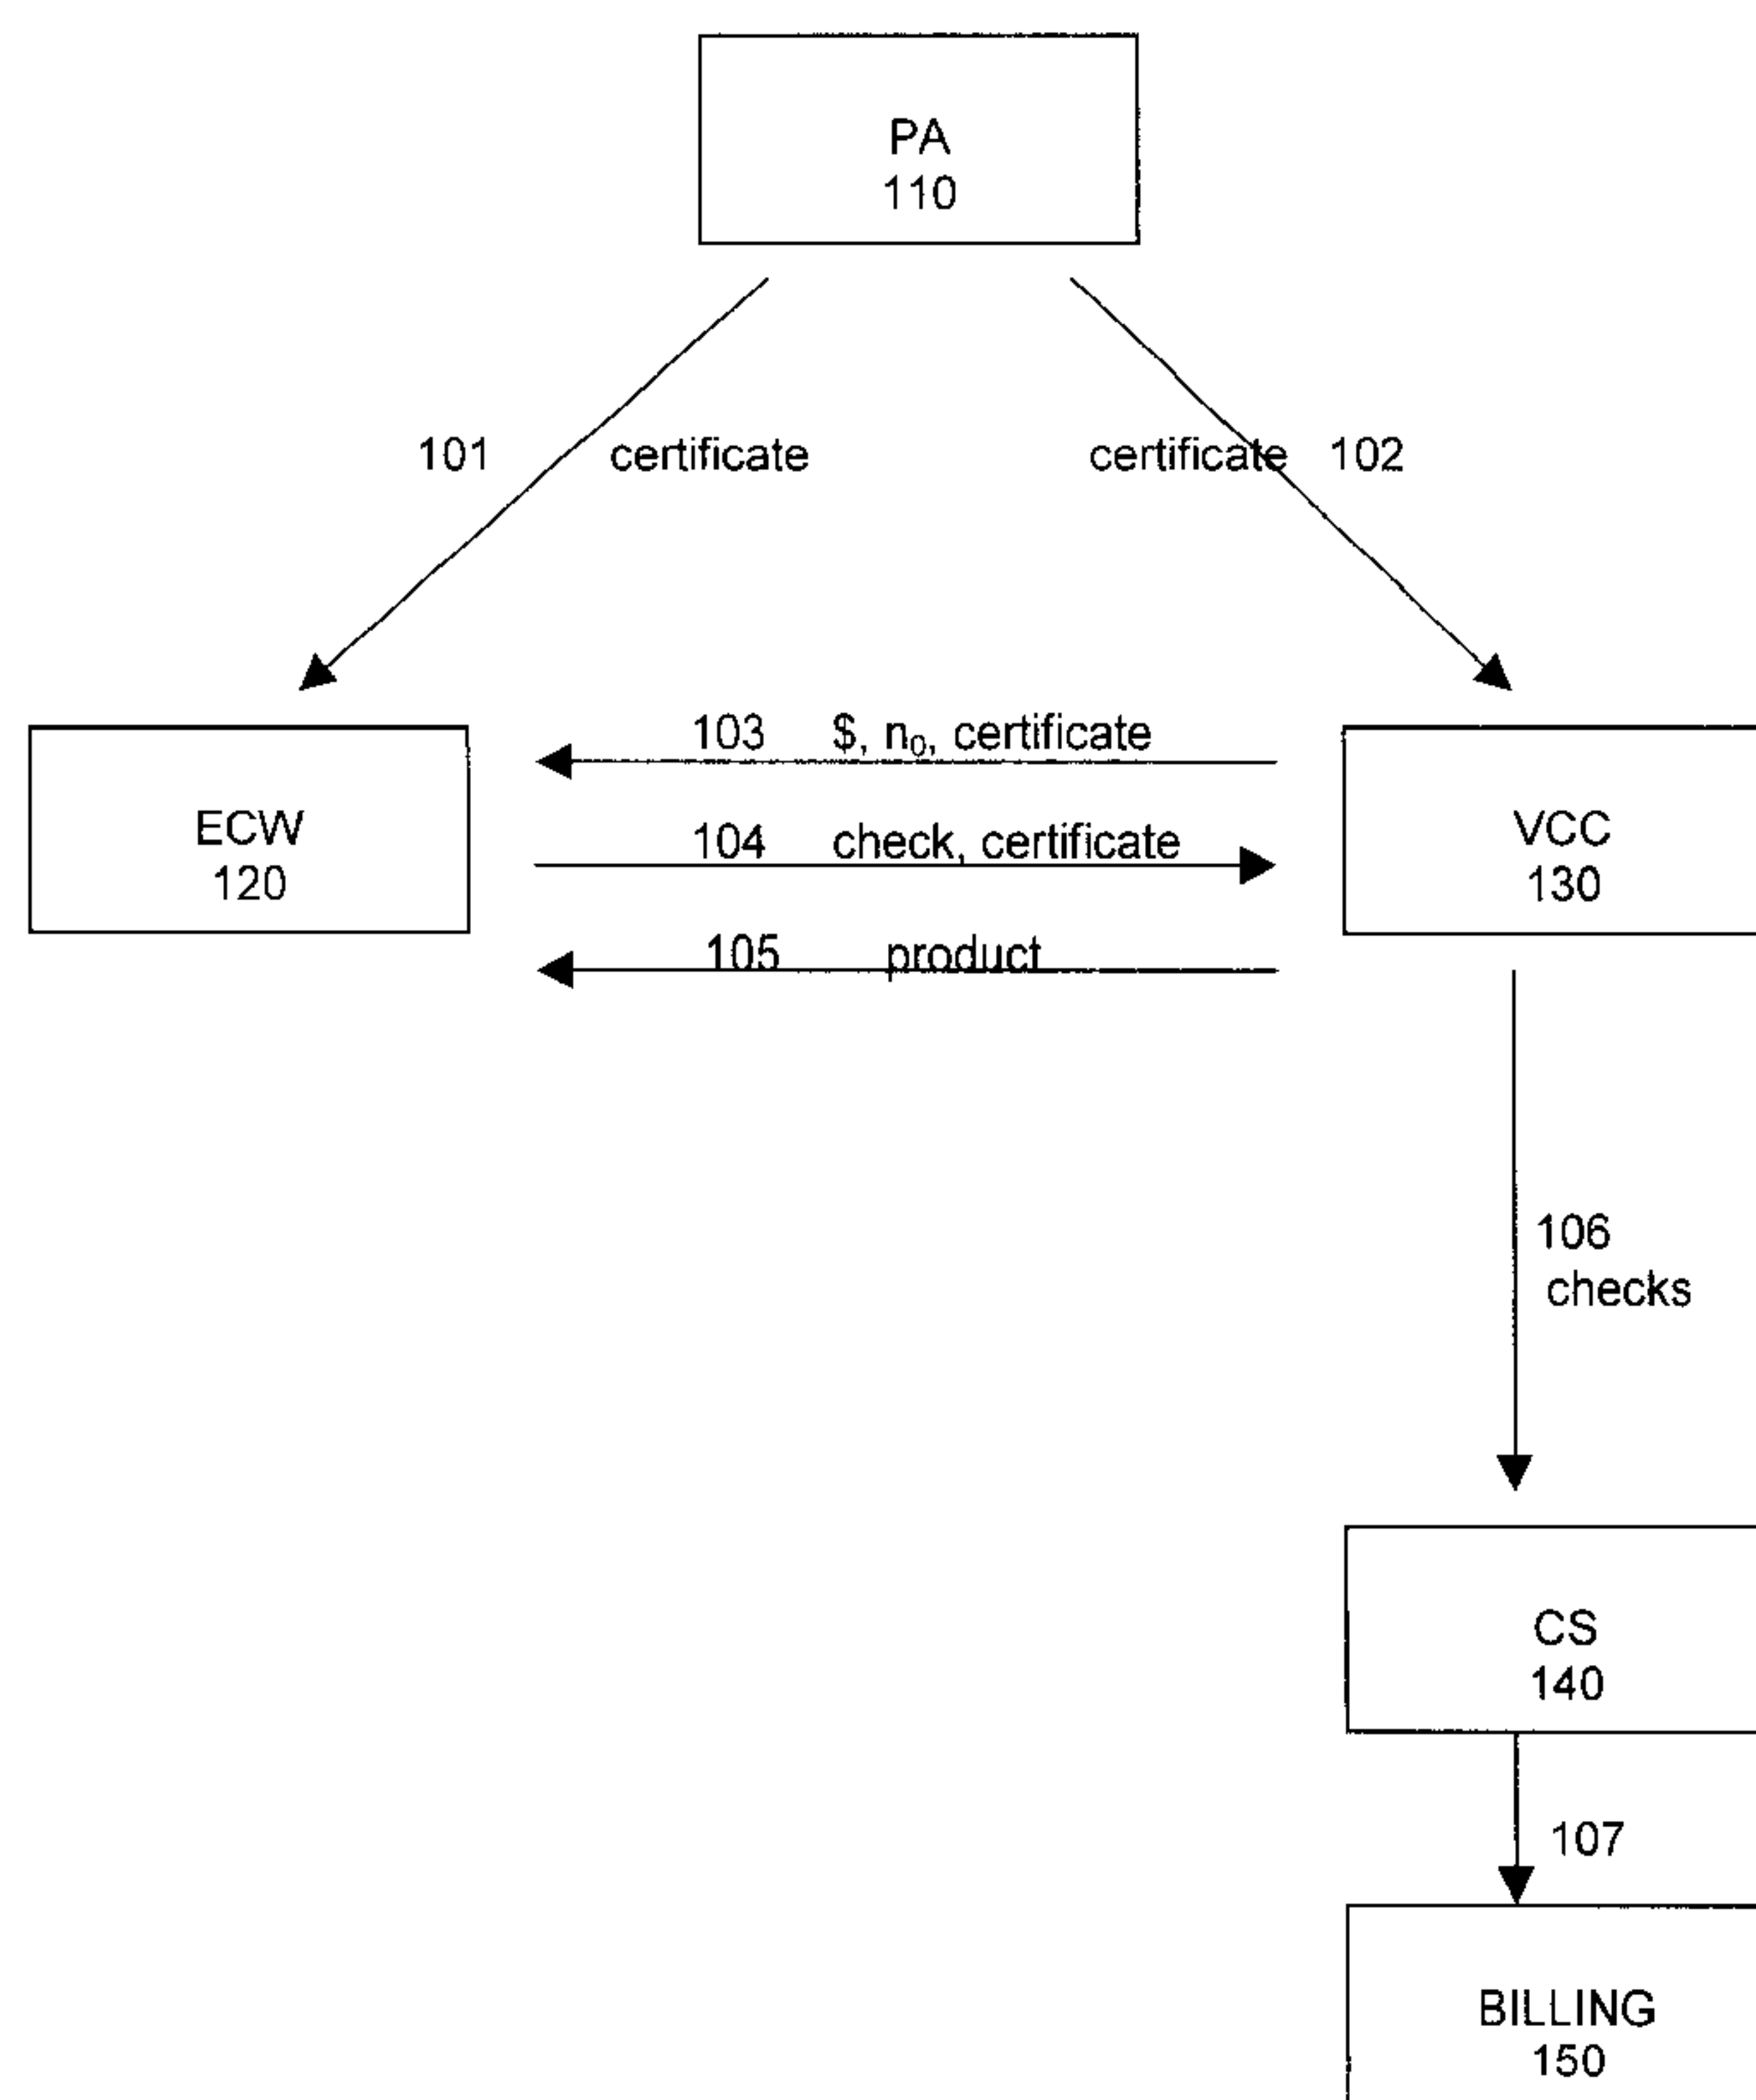 PA
110
101 certificate
certificate 102
103 $, n₀, certificate
ECW
120
104 check, certificate
VCC
130
105 product
106
checks
CS
140
107
BILLING
150